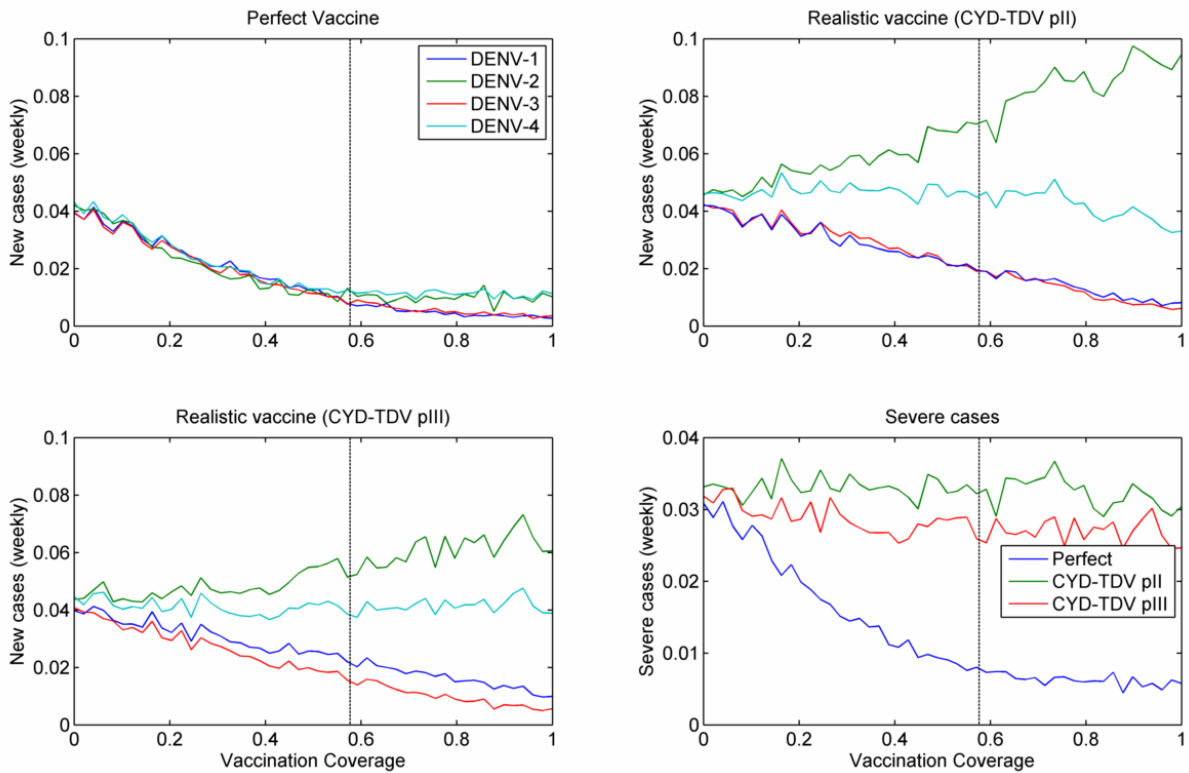 Perfect Vaccine
New cases (weekly)
0.1
0.08
0.06
0.04
0.02
0
0 0.2 0.4 0.6 0.8 1
DENV-1
DENV-2
DENV-3
DENV-4
Realistic vaccine (CYD-TDV pII)
New cases (weekly)
0.1
0.08
0.06
0.04
0.02
0
0 0.2 0.4 0.6 0.8 1
Realistic vaccine (CYD-TDV pIII)
New cases (weekly)
0.1
0.08
0.06
0.04
0.02
0
0 0.2 0.4 0.6 0.8 1
Vaccination Coverage
Severe cases
Severe cases (weekly)
0.04
0.03
0.02
0.01
0
0 0.2 0.4 0.6 0.8 1
Vaccination Coverage
Perfect
CYD-TDV pII
CYD-TDV pIII